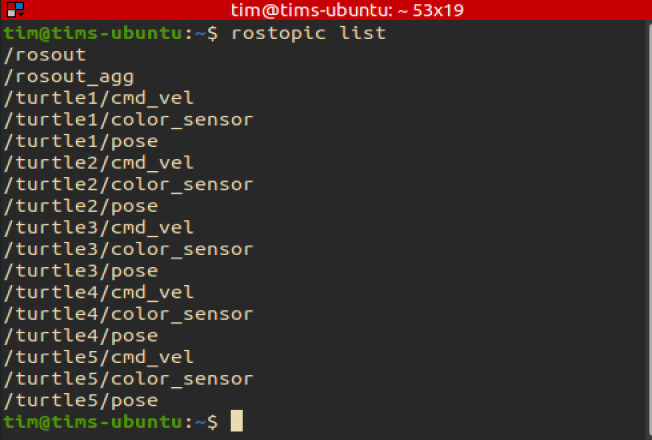 tim@tims-ubuntu: ~ 53x19
tim@tims-ubuntu:~$ rostopic list
/rosout
/rosout_agg
/turtle1/cmd_vel
/turtle1/color_sensor
/turtle1/pose
/turtle2/cmd_vel
/turtle2/color_sensor
/turtle2/pose
/turtle3/cmd_vel
/turtle3/color_sensor
/turtle3/pose
/turtle4/cmd_vel
/turtle4/color_sensor
/turtle4/pose
/turtle5/cmd_vel
/turtle5/color_sensor
/turtle5/pose
tim@tims-ubuntu:~$